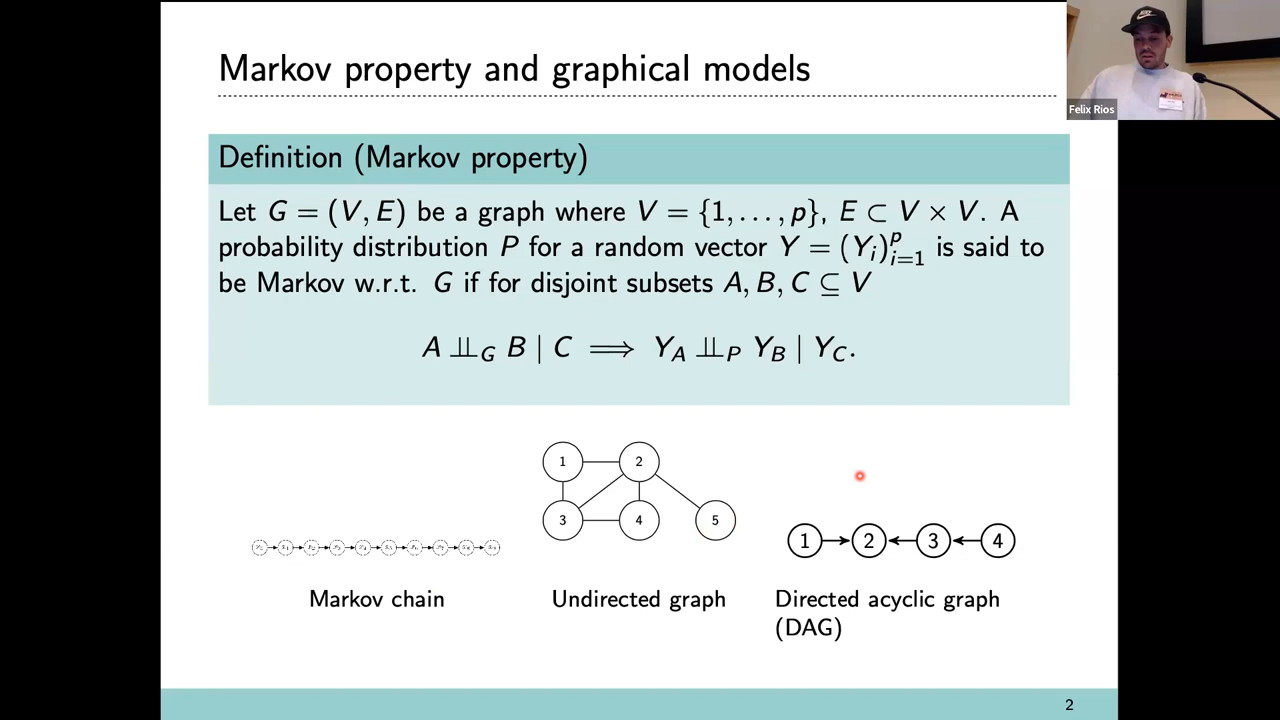 Markov property and graphical models
Felix Rios
Definition (Markov property)
Let G = (V, E) be a graph where V = {1, . . . , p}, E ⊂ V × V. A
probability distribution P for a random vector Y = (Y_i)_{i=1}^p is said to
be Markov w.r.t. G if for disjoint subsets A, B, C ⊆ V
A ⫫_G B | C ⟹ Y_A ⫫_P Y_B | Y_C.
1 2
3 4 5
1 2 3 4
Markov chain
Undirected graph
Directed acyclic graph
(DAG)
2